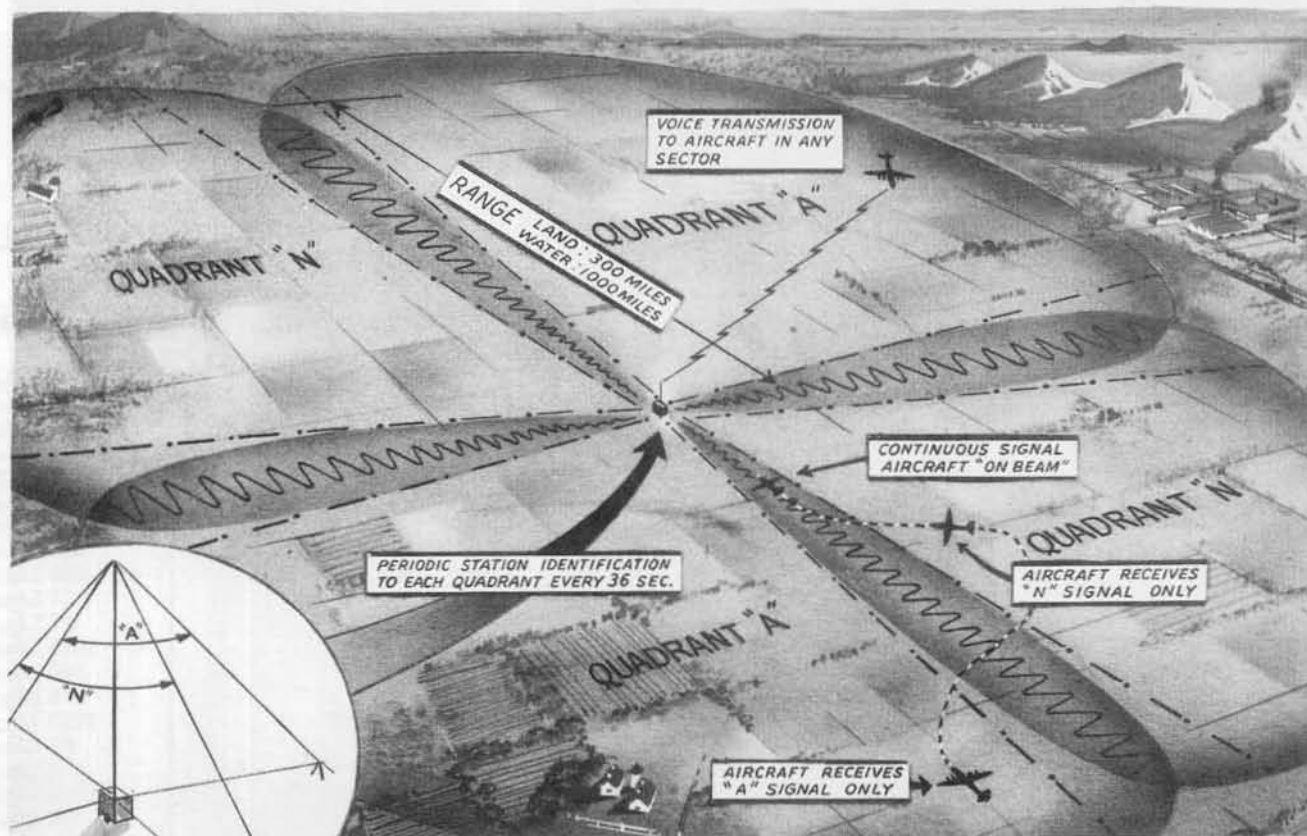 VOICE TRANSMISSION
TO AIRCRAFT IN ANY
SECTOR
QUADRANT "A"
RANGE LAND : 300 MILES
WATER : 1000 MILES
QUADRANT "N"
CONTINUOUS SIGNAL
AIRCRAFT "ON BEAM"
QUADRANT "N"
PERIODIC STATION IDENTIFICATION
TO EACH QUADRANT EVERY 36 SEC.
AIRCRAFT RECEIVES
"N" SIGNAL ONLY
QUADRANT "A"
"A"
"N"
AIRCRAFT RECEIVES
"A" SIGNAL ONLY